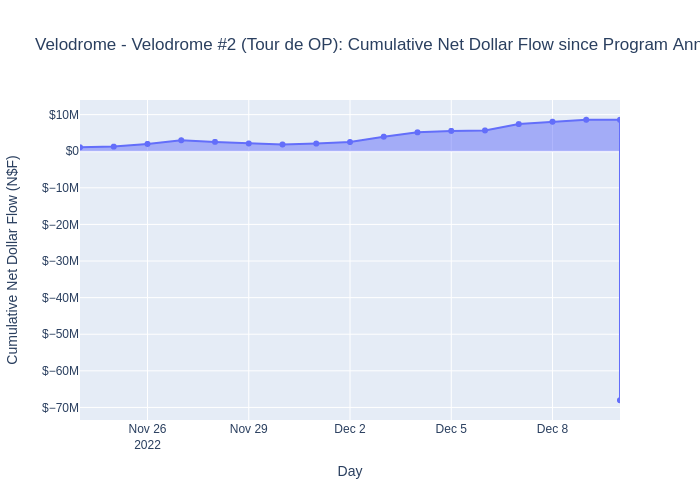 Velodrome - Velodrome #2 (Tour de OP): Cumulative Net Dollar Flow since Program Ann
$10M
$0
$−10M
$−20M
$−30M
$−40M
$−50M
$−60M
$−70M
Cumulative Net Dollar Flow (N$F)
Nov 26
2022
Nov 29
Dec 2
Dec 5
Dec 8
Day